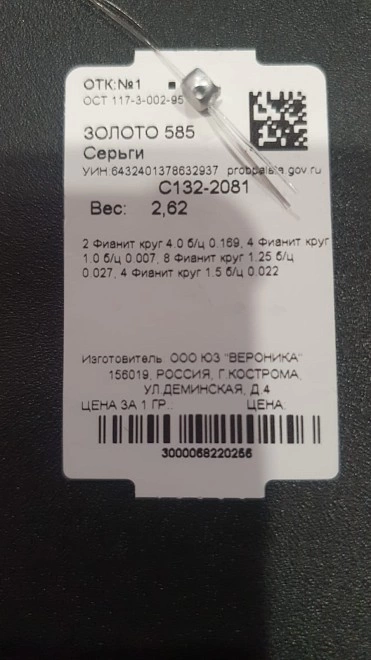 ОТК:№1
ОСТ 117-3-002-95
ЗОЛОТО 585
Серьги
УИН 6432401378632937 probpalata.gov.ru
С132-2081
Вес: 2,62
2 Фианит круг 4.0 б/ц 0.169, 4 Фианит круг
1.0 б/ц 0.007, 8 Фианит круг 1.25 б/ц
0.027, 4 Фианит круг 1.5 б/ц 0.022
Изготовитель ООО ЮЗ "ВЕРОНИКА"
156019, РОССИЯ, Г.КОСТРОМА,
УЛ.ДЕМИНСКАЯ, Д.4
ЦЕНА ЗА 1 ГР.. ЦЕНА
3000068220256